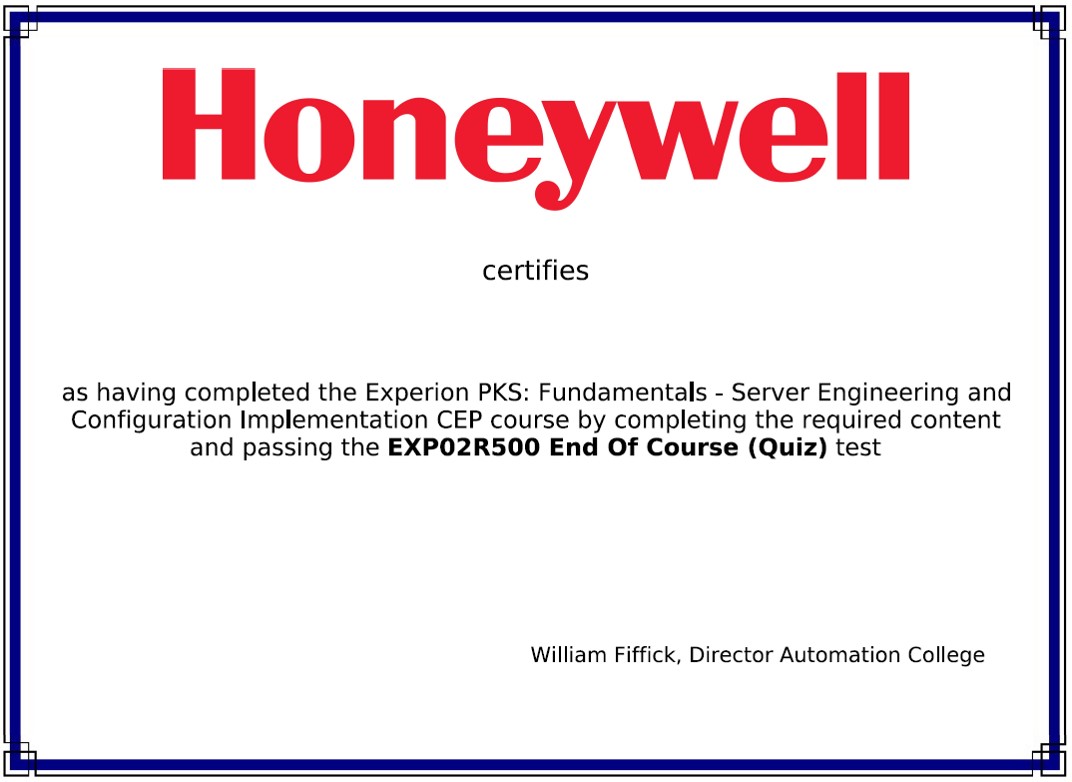 Honeywell
certifies
as having completed the Experion PKS: Fundamentals - Server Engineering and
Configuration Implementation CEP course by completing the required content
and passing the EXP02R500 End Of Course (Quiz) test
William Fiffick, Director Automation College